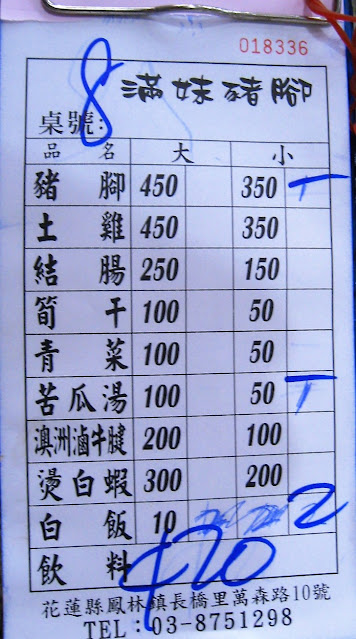 018336
滿妹豬腳
桌號: 8
品名 大 小
豬腳 450 350 一
土雞 450 350
結腸 250 150
筍干 100 50
青菜 100 50
苦瓜湯 100 50 一
澳洲滷牛腱 200 100
燙白蝦 300 200
白飯 10 2
飲料 420
花蓮縣鳳林鎮長橋里萬森路10號
TEL:03-8751298